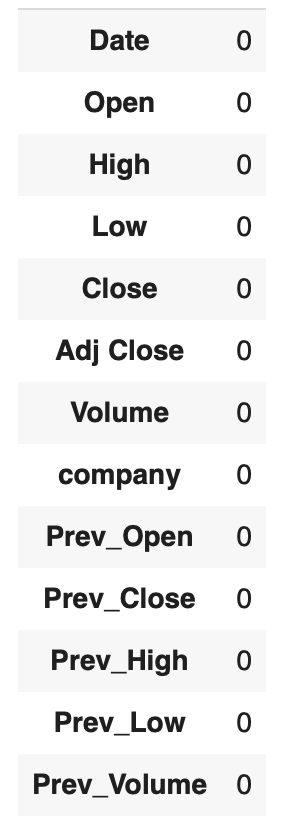 Date 0
Open 0
High 0
Low 0
Close 0
Adj Close 0
Volume 0
company 0
Prev_Open 0
Prev_Close 0
Prev_High 0
Prev_Low 0
Prev_Volume 0